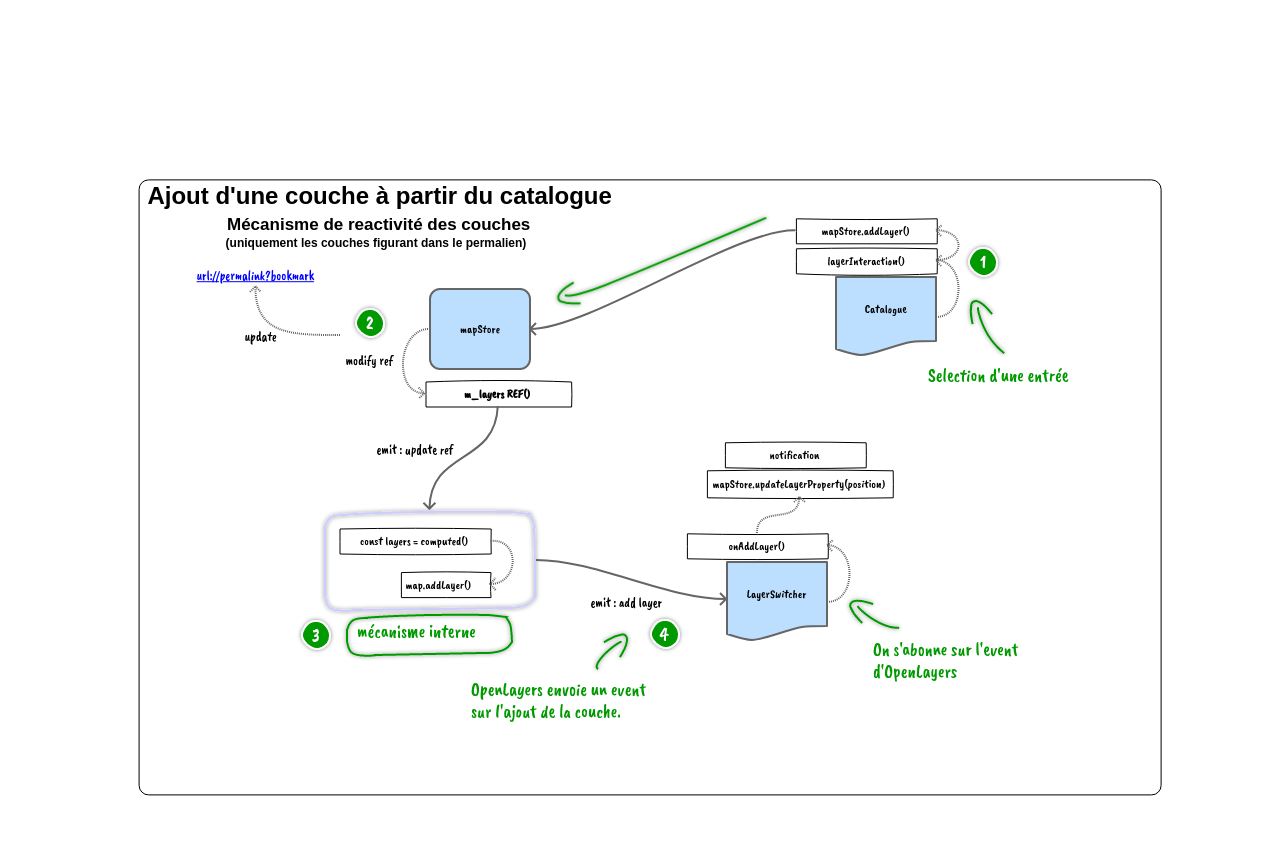 Ajout d'une couche à partir du catalogue
Mécanisme de reactivité des couches
(uniquement les couches figurant dans le permalien)
mapStore.addLayer()
layerInteraction()
1
Catalogue
Selection d'une entrée
url://permalink?bookmark
update
2
mapStore
modify ref
m_layers REF()
emit : update ref
const layers = computed()
map.addLayer()
3
mécanisme interne
notification
mapStore.updateLayerProperty(position)
onAddLayer()
LayerSwitcher
emit : add layer
4
OpenLayers envoie un event
sur l'ajout de la couche.
On s'abonne sur l'event
d'OpenLayers